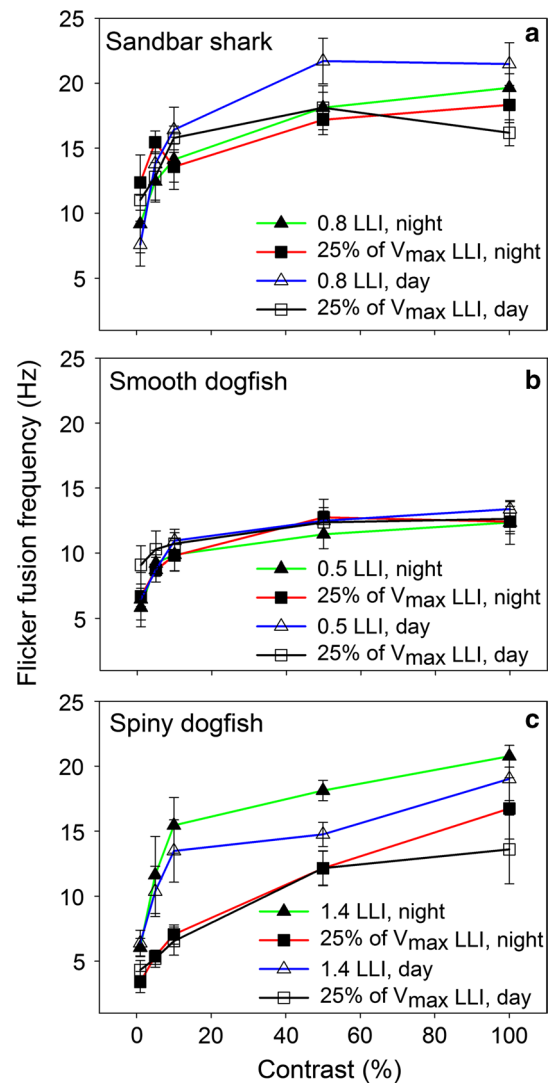 Sandbar shark
a
25
20
15
10
5
0.8 LLI, night
25% of Vmax LLI, night
0.8 LLI, day
25% of Vmax LLI, day
Smooth dogfish
b
25
20
15
10
5
0.5 LLI, night
25% of Vmax LLI, night
0.5 LLI, day
25% of Vmax LLI, day
Flicker fusion frequency (Hz)
Spiny dogfish
c
25
20
15
10
5
1.4 LLI, night
25% of Vmax LLI, night
1.4 LLI, day
25% of Vmax LLI, day
0 20 40 60 80 100
Contrast (%)